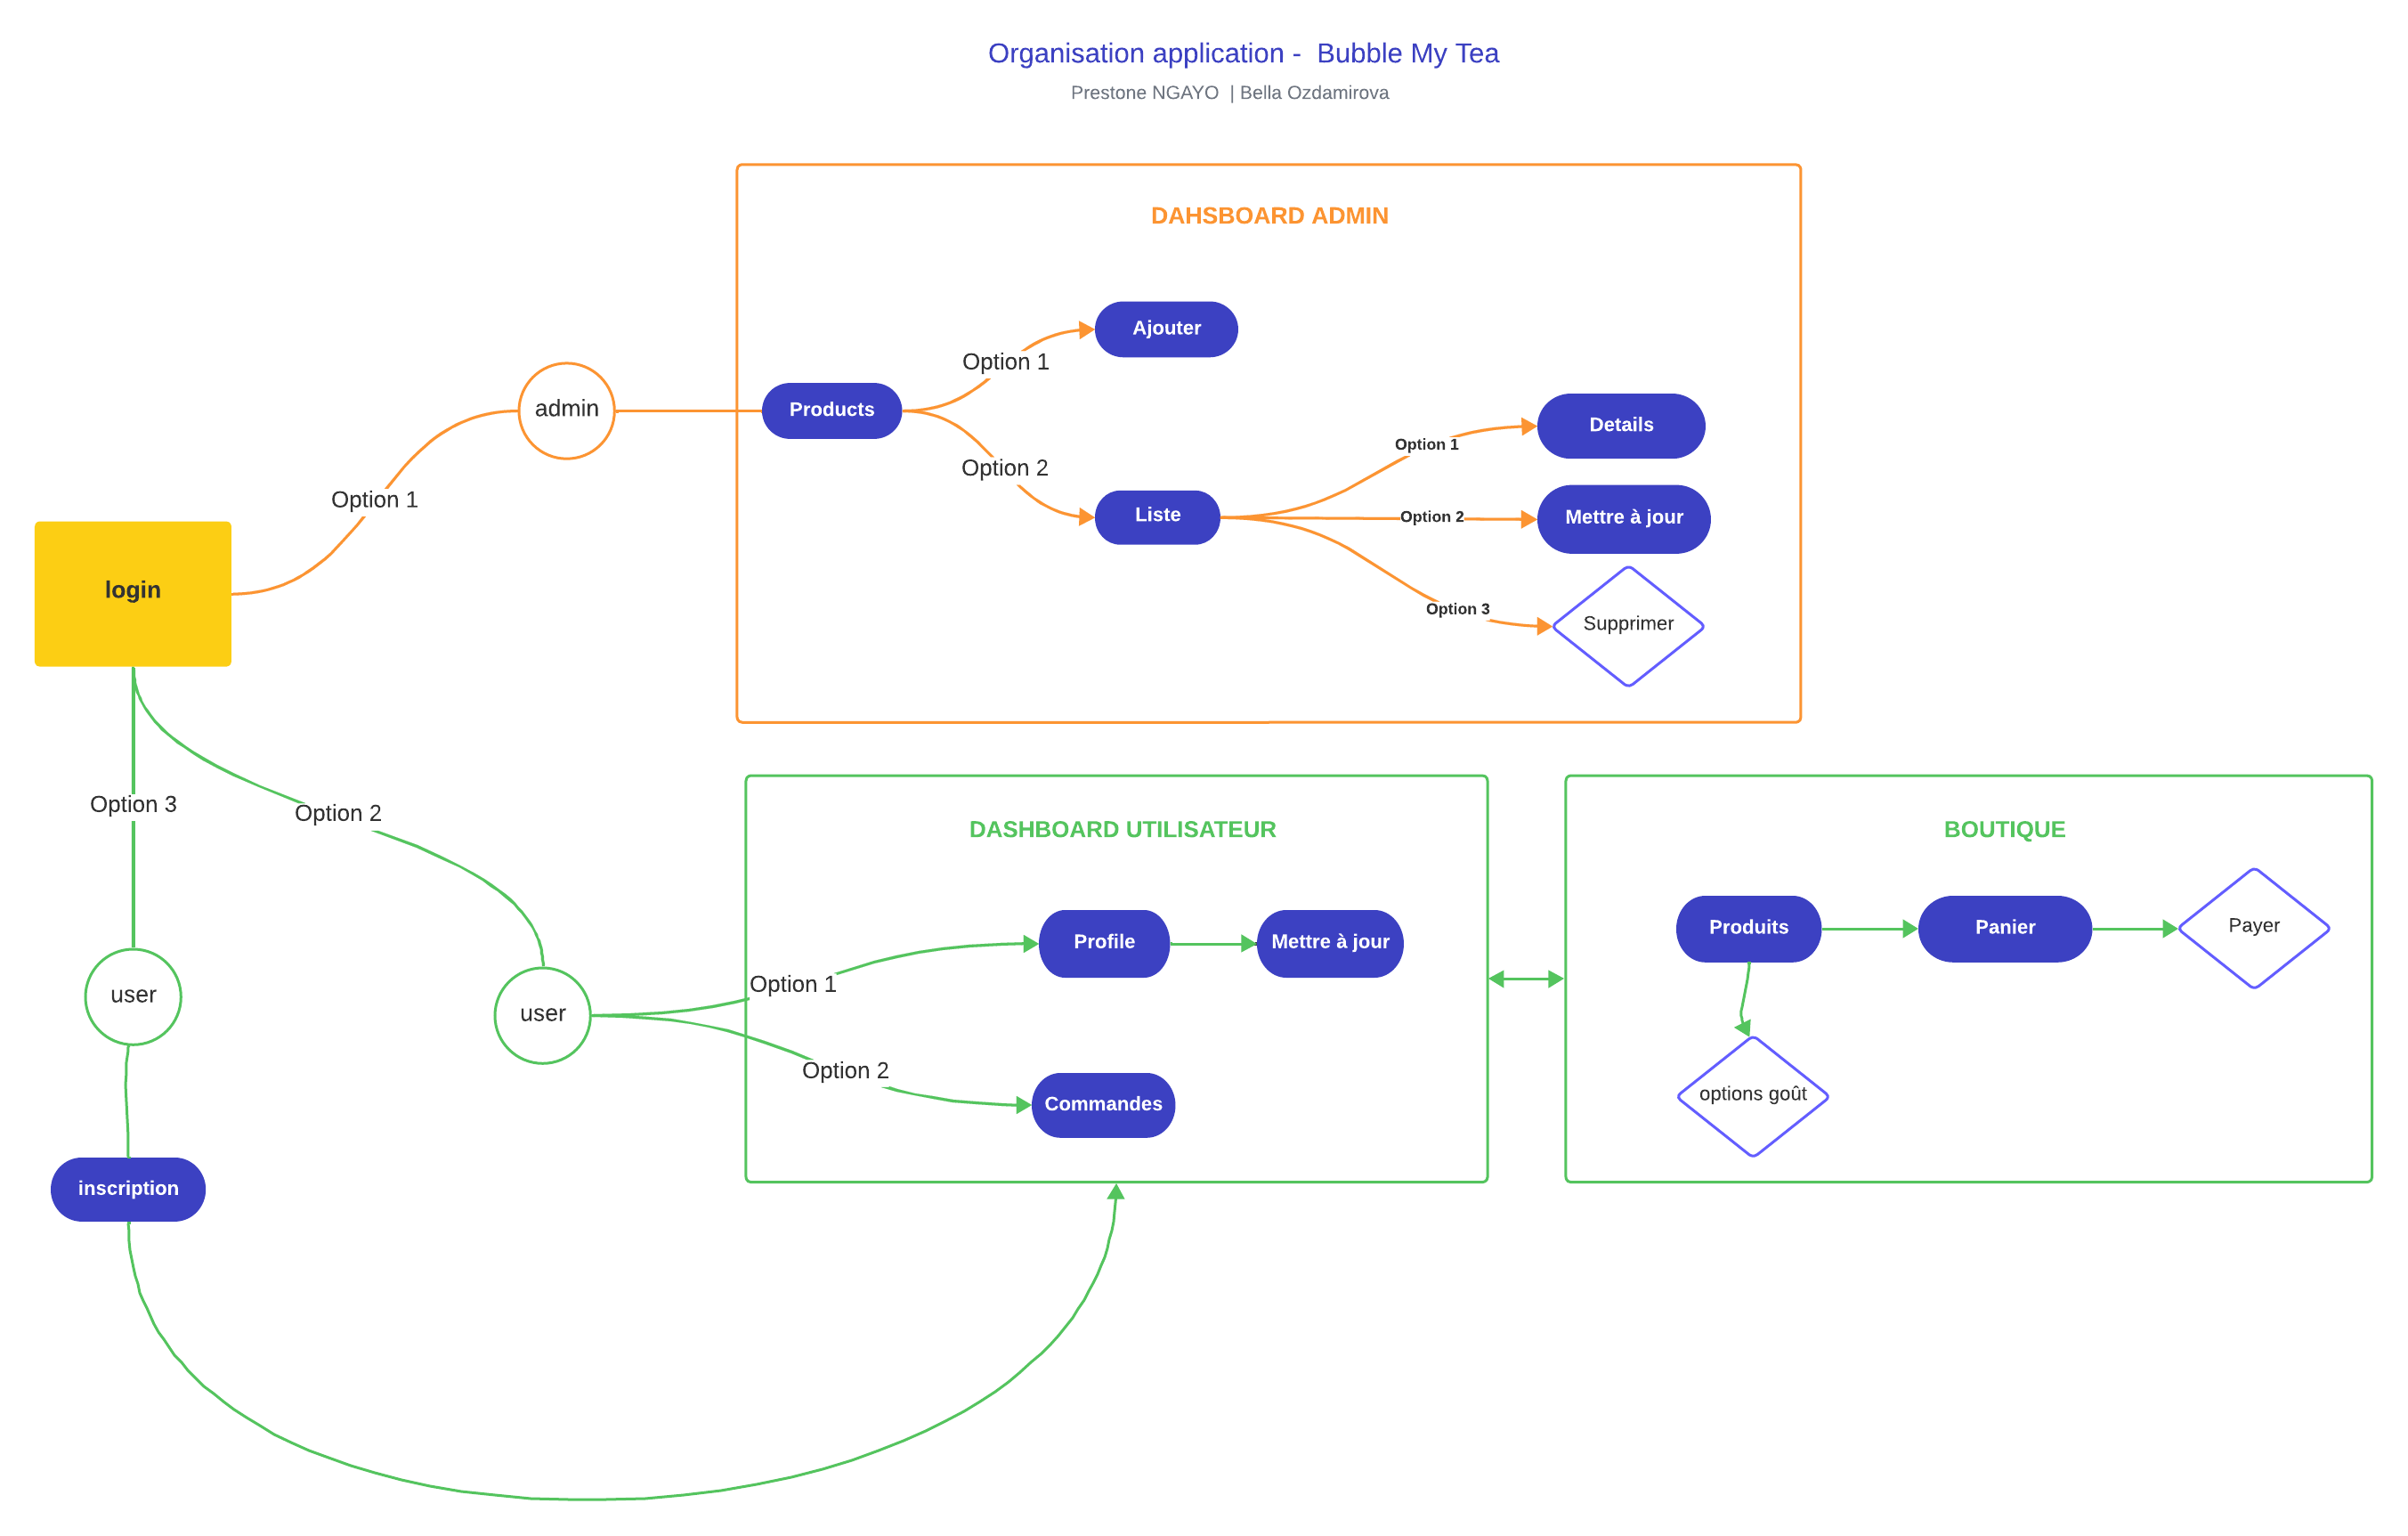 Organisation application - Bubble My Tea
Prestone NGAYO | Bella Ozdamirova
DAHSBOARD ADMIN
Ajouter
Option 1
admin
Products
Details
Option 1
Option 2
Option 1
Liste
Option 2
Mettre à jour
login
Option 3
Supprimer
Option 3
Option 2
DASHBOARD UTILISATEUR
BOUTIQUE
Profile
Mettre à jour
Produits
Panier
Payer
user
user
Option 1
Option 2
Commandes
options goût
inscription